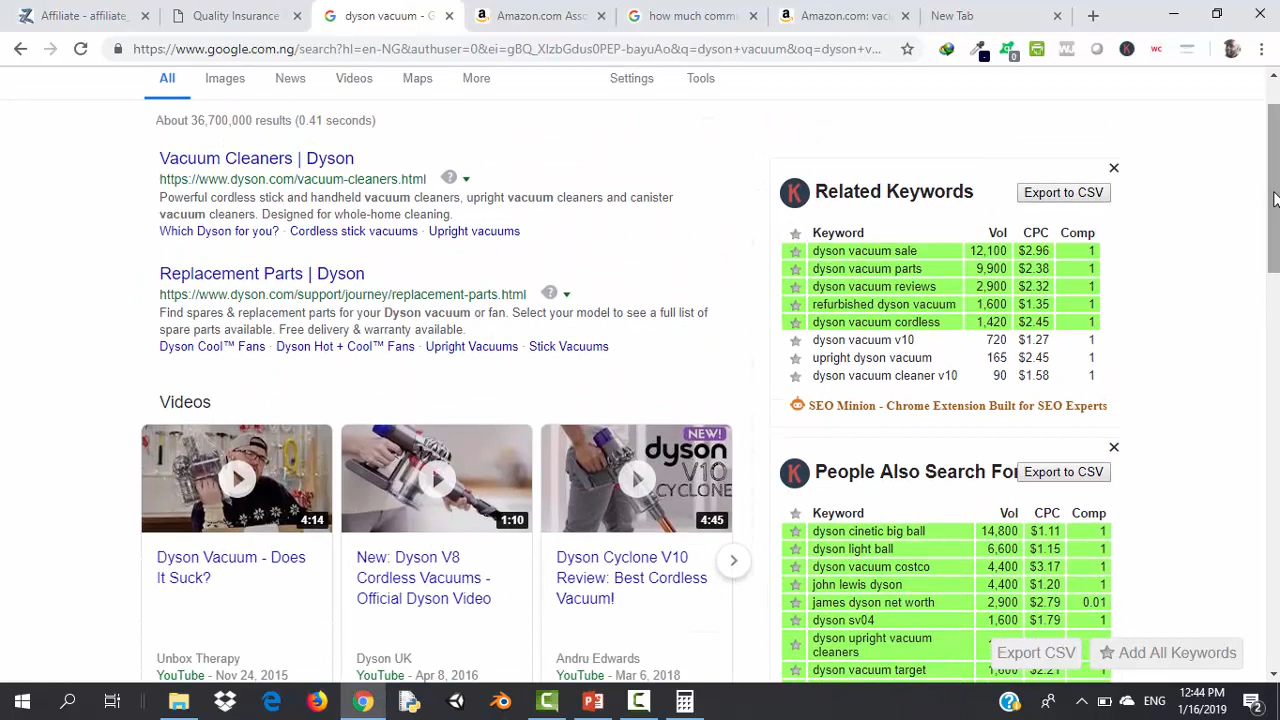 Affiliate - affiliate_
Quality Insurance
dyson vacuum - G
Amazon.com Asso
how much commi
Amazon.com: vac
New Tab
https://www.google.com.ng/search?hl=en-NG&authuser=0&ei=gBQ_XIzbGdus0PEP-bayuAo&q=dyson+vacuum&oq=dyson+v...
0
WJ
K
WC
All
Images
News
Videos
Maps
More
Settings
Tools
About 36,700,000 results (0.41 seconds)
Vacuum Cleaners | Dyson
https://www.dyson.com/vacuum-cleaners.html
Powerful cordless stick and handheld vacuum cleaners, upright vacuum cleaners and canister
vacuum cleaners. Designed for whole-home cleaning.
Which Dyson for you? · Cordless stick vacuums · Upright vacuums
Replacement Parts | Dyson
https://www.dyson.com/support/journey/replacement-parts.html
Find spares & replacement parts for your Dyson vacuum or fan. Select your model to see a full list of
spare parts available. Free delivery & warranty available.
Dyson Cool™ Fans · Dyson Hot + Cool™ Fans · Upright Vacuums · Stick Vacuums
Videos
4:14
1:10
NEW!
dyson
V10
CYCLONE
4:45
Dyson Vacuum - Does
It Suck?
New: Dyson V8
Cordless Vacuums -
Official Dyson Video
Dyson Cyclone V10
Review: Best Cordless
Vacuum!
Unbox Therapy
YouTube - Nov 24, 2015
Dyson UK
YouTube - Apr 8, 2016
Andru Edwards
YouTube - Mar 6, 2018
K Related Keywords
Export to CSV
Keyword Vol CPC Comp
dyson vacuum sale 12,100 $2.96 1
dyson vacuum parts 9,900 $2.38 1
dyson vacuum reviews 2,900 $2.32 1
refurbished dyson vacuum 1,600 $1.35 1
dyson vacuum cordless 1,420 $2.45 1
dyson vacuum v10 720 $1.27 1
upright dyson vacuum 165 $2.45 1
dyson vacuum cleaner v10 90 $1.58 1
SEO Minion - Chrome Extension Built for SEO Experts
K People Also Search For
Export to CSV
Keyword Vol CPC Comp
dyson cinetic big ball 14,800 $1.11 1
dyson light ball 6,600 $1.15 1
dyson vacuum costco 4,400 $3.17 1
john lewis dyson 4,400 $1.20 1
james dyson net worth 2,900 $2.79 0.01
dyson sv04 1,600 $1.79 1
dyson upright vacuum
cleaners
dyson vacuum target 1,600 $2.21 1
Export CSV
Add All Keywords
ENG
12:44 PM
1/16/2019
2